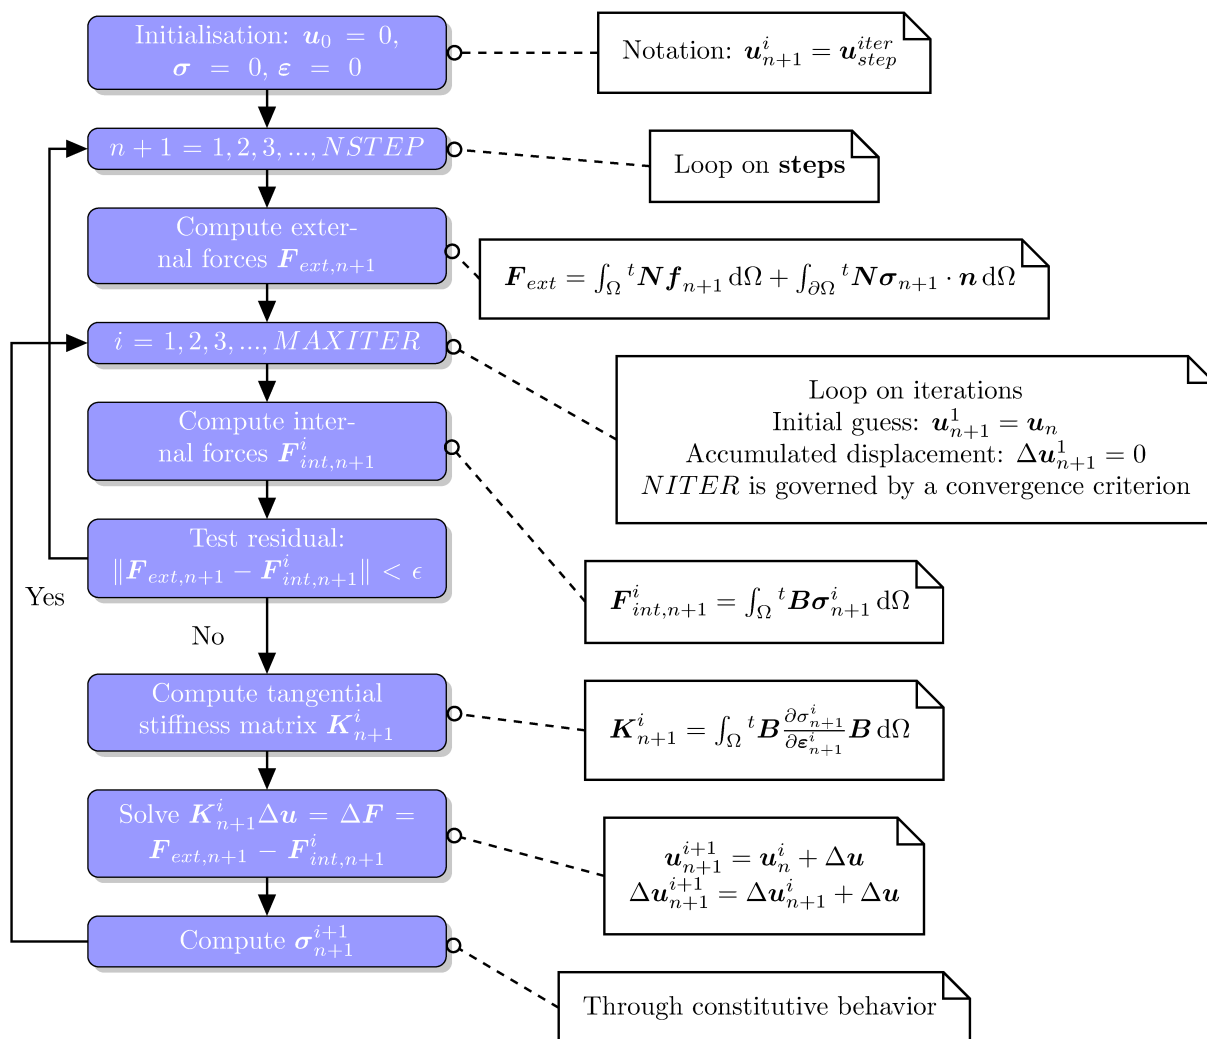 Initialisation: 𝒖₀ = 0,
𝝈 = 0, 𝜺 = 0
Notation: 𝒖^i_{n+1} = 𝒖^{iter}_{step}
n + 1 = 1, 2, 3, ..., NSTEP
Loop on steps
Compute exter-
nal forces 𝑭_{ext,n+1}
𝑭_{ext} = ∫_Ω ^t𝑵𝒇_{n+1} dΩ + ∫_{∂Ω} ^t𝑵𝝈_{n+1} · 𝒏 dΩ
i = 1, 2, 3, ..., MAXITER
Loop on iterations
Initial guess: 𝒖^1_{n+1} = 𝒖_n
Accumulated displacement: Δ𝒖^1_{n+1} = 0
NITER is governed by a convergence criterion
Compute inter-
nal forces 𝑭^i_{int,n+1}
Test residual:
‖𝑭_{ext,n+1} − 𝑭^i_{int,n+1}‖ < ϵ
Yes
𝑭^i_{int,n+1} = ∫_Ω ^t𝑩𝝈^i_{n+1} dΩ
No
Compute tangential
stiffness matrix 𝑲^i_{n+1}
𝑲^i_{n+1} = ∫_Ω ^t𝑩 \frac{∂σ^i_{n+1}}{∂𝜺^i_{n+1}} 𝑩 dΩ
Solve 𝑲^i_{n+1}Δ𝒖 = Δ𝑭 =
𝑭_{ext,n+1} − 𝑭^i_{int,n+1}
𝒖^{i+1}_{n+1} = 𝒖^i_n + Δ𝒖
Δ𝒖^{i+1}_{n+1} = Δ𝒖^i_{n+1} + Δ𝒖
Compute 𝝈^{i+1}_{n+1}
Through constitutive behavior